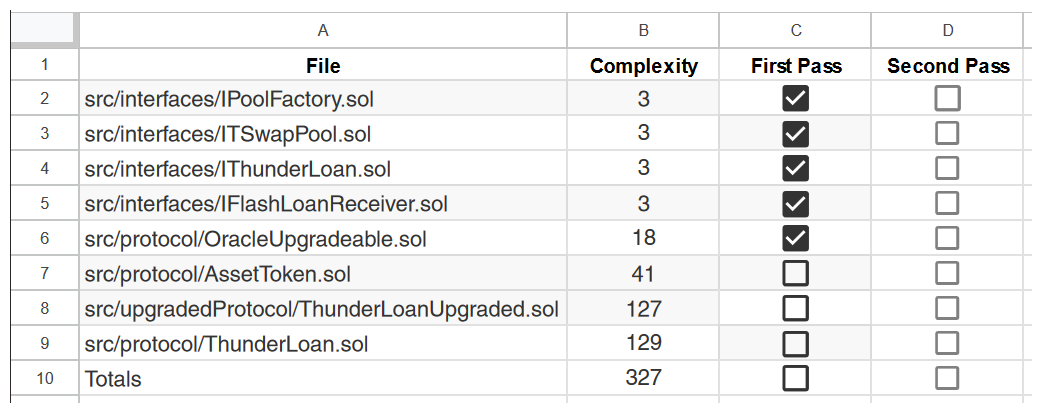 A B C D
1 File Complexity First Pass Second Pass
2 src/interfaces/IPoolFactory.sol 3
3 src/interfaces/ITSwapPool.sol 3
4 src/interfaces/IThunderLoan.sol 3
5 src/interfaces/IFlashLoanReceiver.sol 3
6 src/protocol/OracleUpgradeable.sol 18
7 src/protocol/AssetToken.sol 41
8 src/upgradedProtocol/ThunderLoanUpgraded.sol 127
9 src/protocol/ThunderLoan.sol 129
10 Totals 327